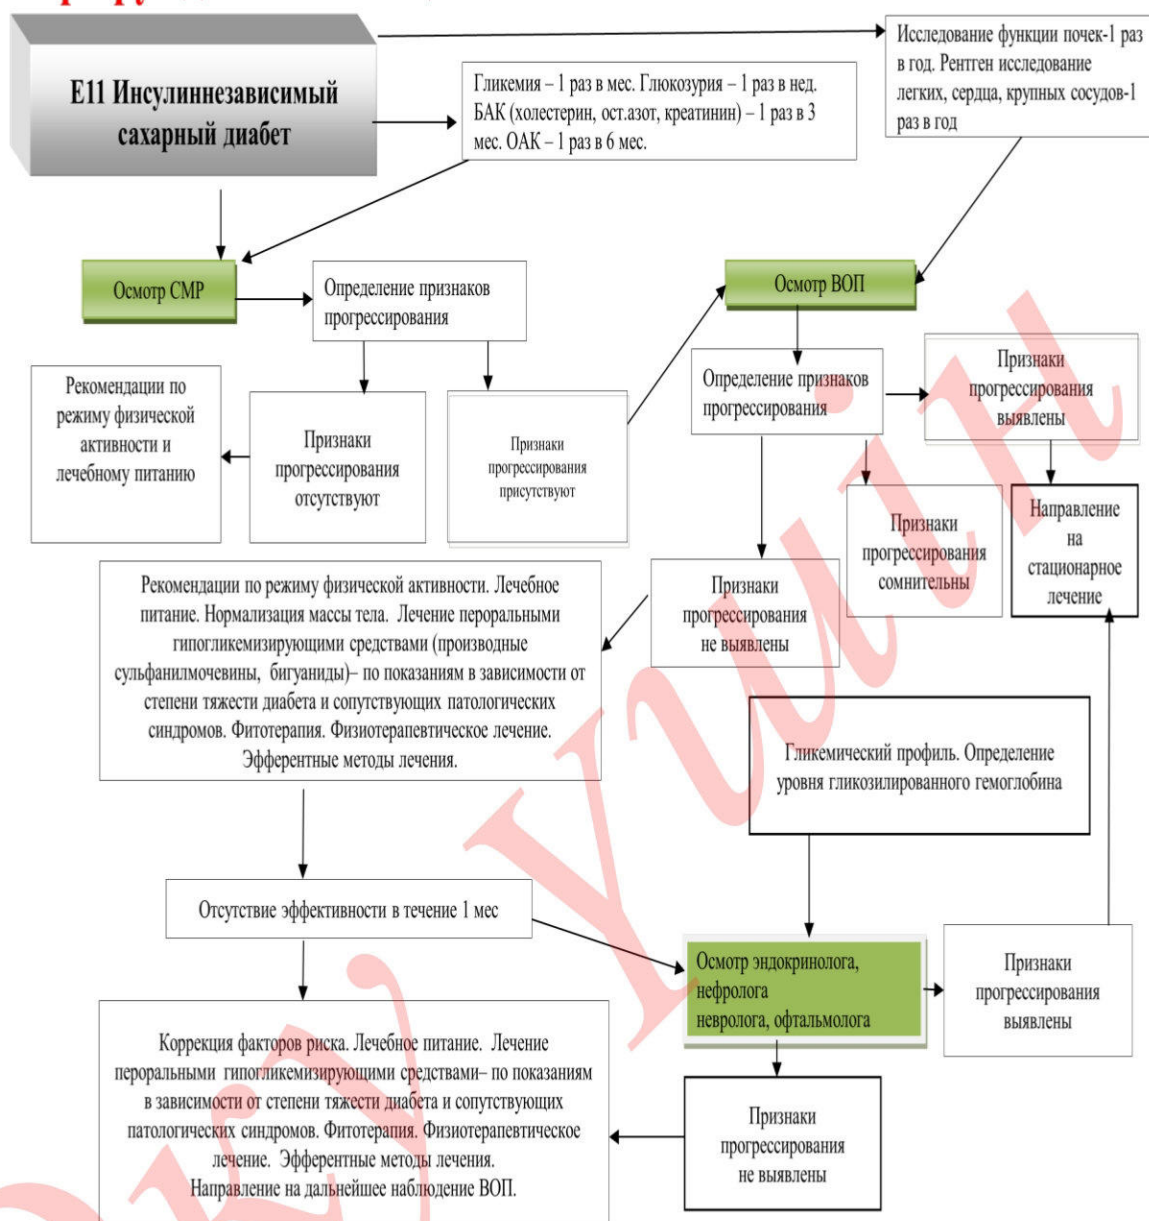 Е11 Инсулиннезависимый
сахарный диабет
Гликемия – 1 раз в мес. Глюкозурия – 1 раз в нед.
БАК (холестерин, ост.азот, креатинин) – 1 раз в 3
мес. ОАК – 1 раз в 6 мес.
Исследование функции почек-1 раз
в год. Рентген исследование
легких, сердца, крупных сосудов-1
раз в год
Осмотр СМР
Определение признаков
прогрессирования
Осмотр ВОП
Рекомендации по
режиму физической
активности и
лечебному питанию
Признаки
прогрессирования
отсутствуют
Признаки
прогрессирования
присутствуют
Определение признаков
прогрессирования
Признаки
прогрессирования
выявлены
Признаки
прогрессирования
сомнительны
Направление
на
стационарное
лечение
Признаки
прогрессирования
не выявлены
Рекомендации по режиму физической активности. Лечебное
питание. Нормализация массы тела. Лечение пероральными
гипогликемизирующими средствами (производные
сульфанилмочевины, бигуаниды)– по показаниям в зависимости от
степени тяжести диабета и сопутствующих патологических
синдромов. Фитотерапия. Физиотерапевтическое лечение.
Эфферентные методы лечения.
Гликемический профиль. Определение
уровня гликозилированного гемоглобина
Отсутствие эффективности в течение 1 мес
Осмотр эндокринолога,
нефролога
невролога, офтальмолога
Признаки
прогрессирования
выявлены
Коррекция факторов риска. Лечебное питание. Лечение
пероральными гипогликемизирующими средствами– по показаниям
в зависимости от степени тяжести диабета и сопутствующих
патологических синдромов. Фитотерапия. Физиотерапевтическое
лечение. Эфферентные методы лечения.
Направление на дальнейшее наблюдение ВОП.
Признаки
прогрессирования
не выявлены